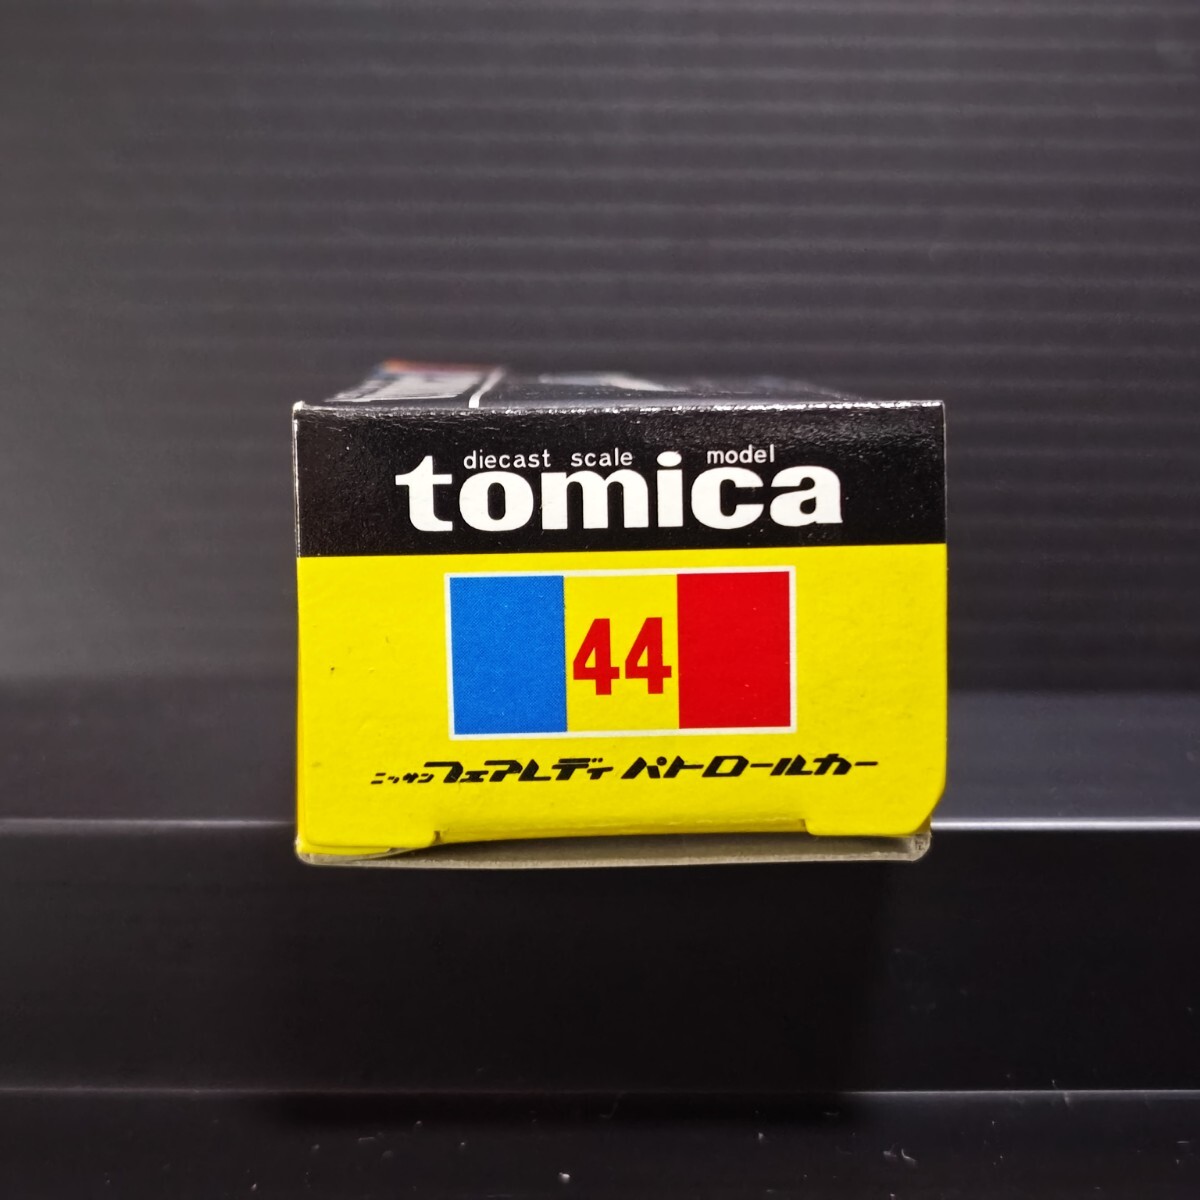 diecast scale model
tomica
44
ニッサン フェアレディ パトロールカー